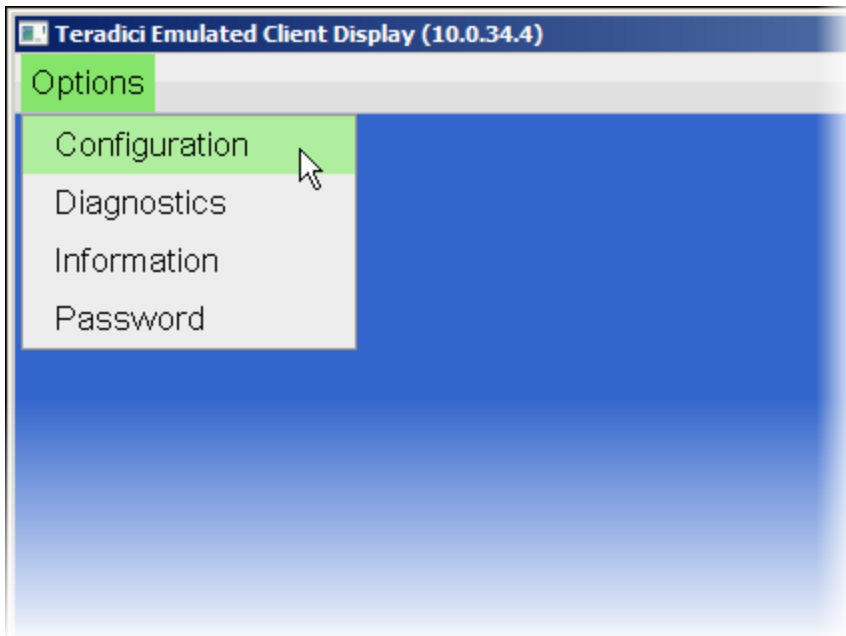 Teradici Emulated Client Display (10.0.34.4)
Options
Configuration
Diagnostics
Information
Password